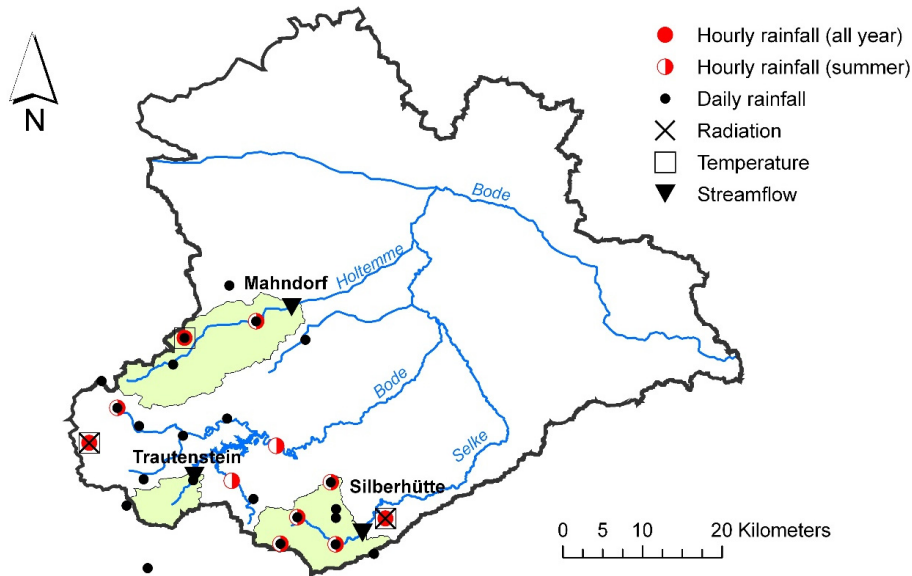 Hourly rainfall (all year)
Hourly rainfall (summer)
Daily rainfall
Radiation
Temperature
Streamflow
N
Bode
Holtemme
Mahndorf
Bode
Selke
Trautenstein
Silberhütte
0 5 10 20 Kilometers